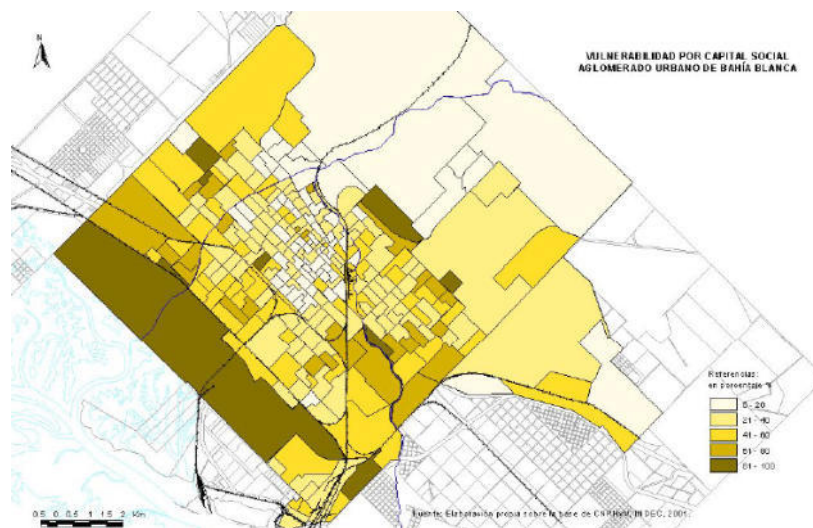 N
VULNERABILIDAD POR CAPITAL SOCIAL
AGLOMERADO URBANO DE BAHÍA BLANCA
Referencias:
en porcentaje %
0 - 20
21 - 40
41 - 60
61 - 80
81 - 100
0.5 0 0.5 1 1.5 2 Km
Fuente: Elaboración propia sobre la base de CNPHyV, INDEC, 2001.